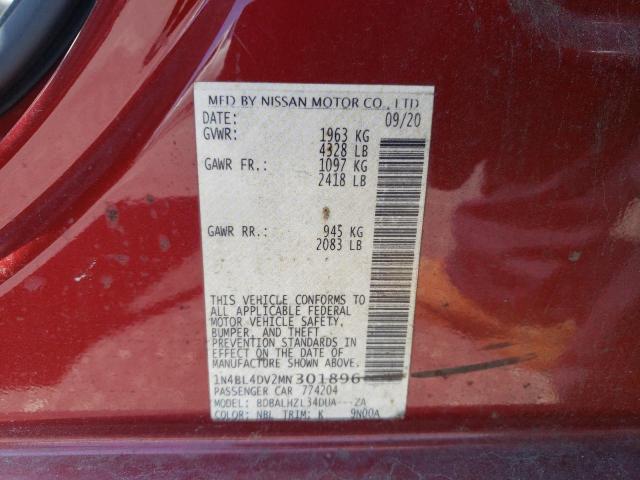 MFD BY NISSAN MOTOR CO., LTD
DATE: 09/20
GVWR: 1963 KG
4328 LB
GAWR FR.: 1097 KG
2418 LB
GAWR RR.: 945 KG
2083 LB
THIS VEHICLE CONFORMS TO
ALL APPLICABLE FEDERAL
MOTOR VEHICLE SAFETY,
BUMPER, AND THEFT
PREVENTION STANDARDS IN
EFFECT ON THE DATE OF
MANUFACTURE SHOWN ABOVE.
1N4BL4DV2MN301896
PASSENGER CAR 774204
MODEL: BDBALHZL34DUA---ZA
COLOR: NBL TRIM: K 9N00A